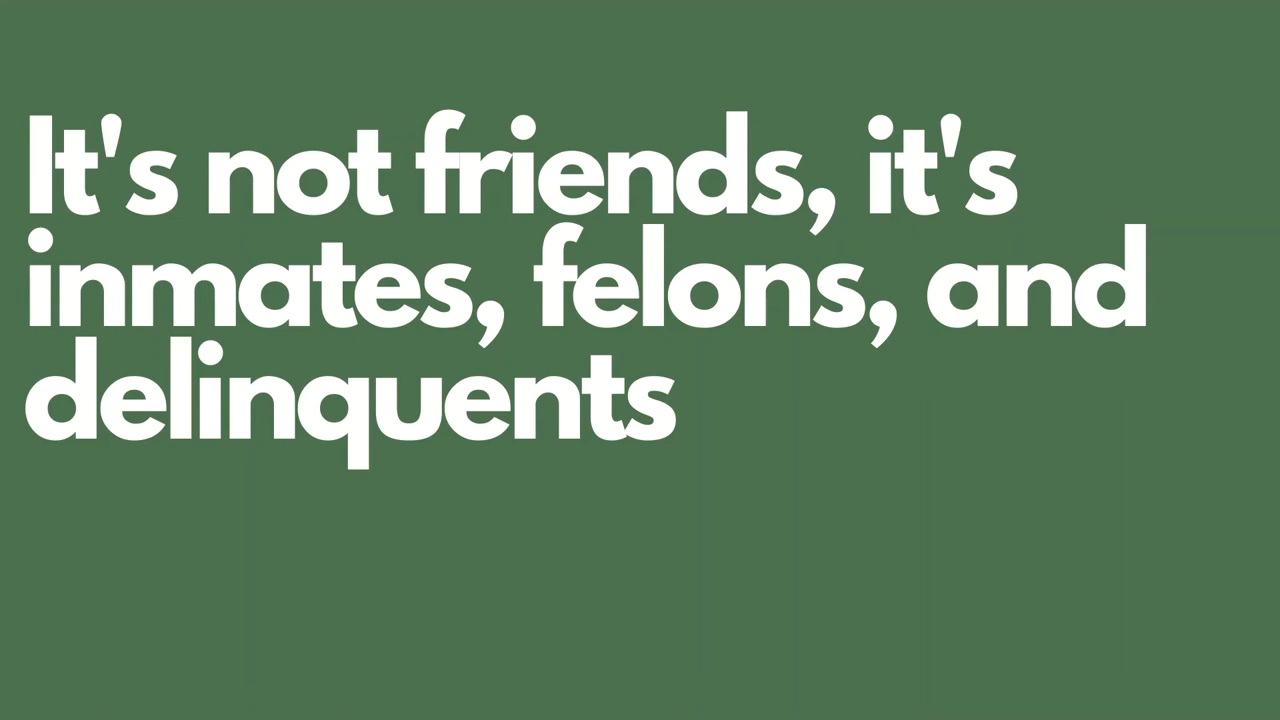 It's not friends, it's
inmates, felons, and
delinquents